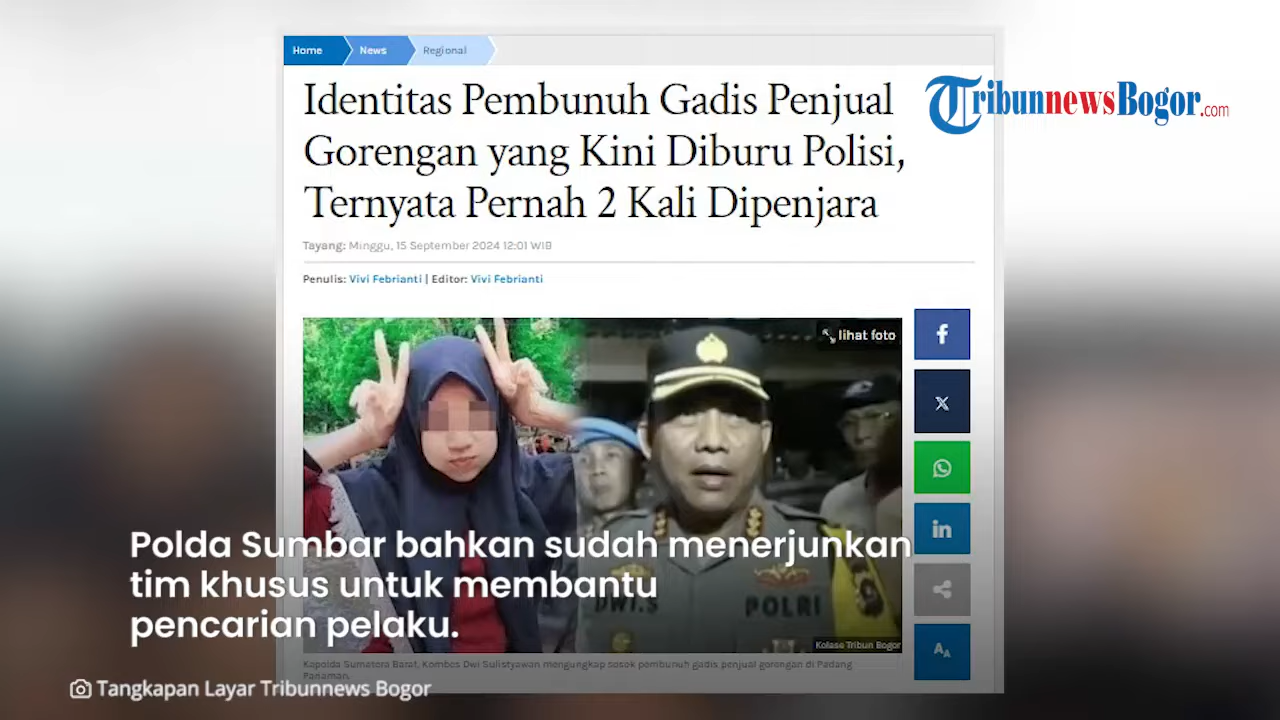 Home
News
Regional
TribunnewsBogor.com
Identitas Pembunuh Gadis Penjual
Gorengan yang Kini Diburu Polisi,
Ternyata Pernah 2 Kali Dipenjara
Tayang: Minggu, 15 September 2024 12:01 WIB
Penulis: Vivi Febrianti | Editor: Vivi Febrianti
lihat foto
DWI.S
POLRI
Polda Sumbar bahkan sudah menerjunkan
tim khusus untuk membantu
pencarian pelaku.
Kolase Tribun Bogor
Kapolda Sumatera Barat, Kombes Dwi Sulistyawan mengungkap sosok pembunuh gadis penjual gorengan di Padang
Pariaman.
Tangkapan Layar Tribunnews Bogor